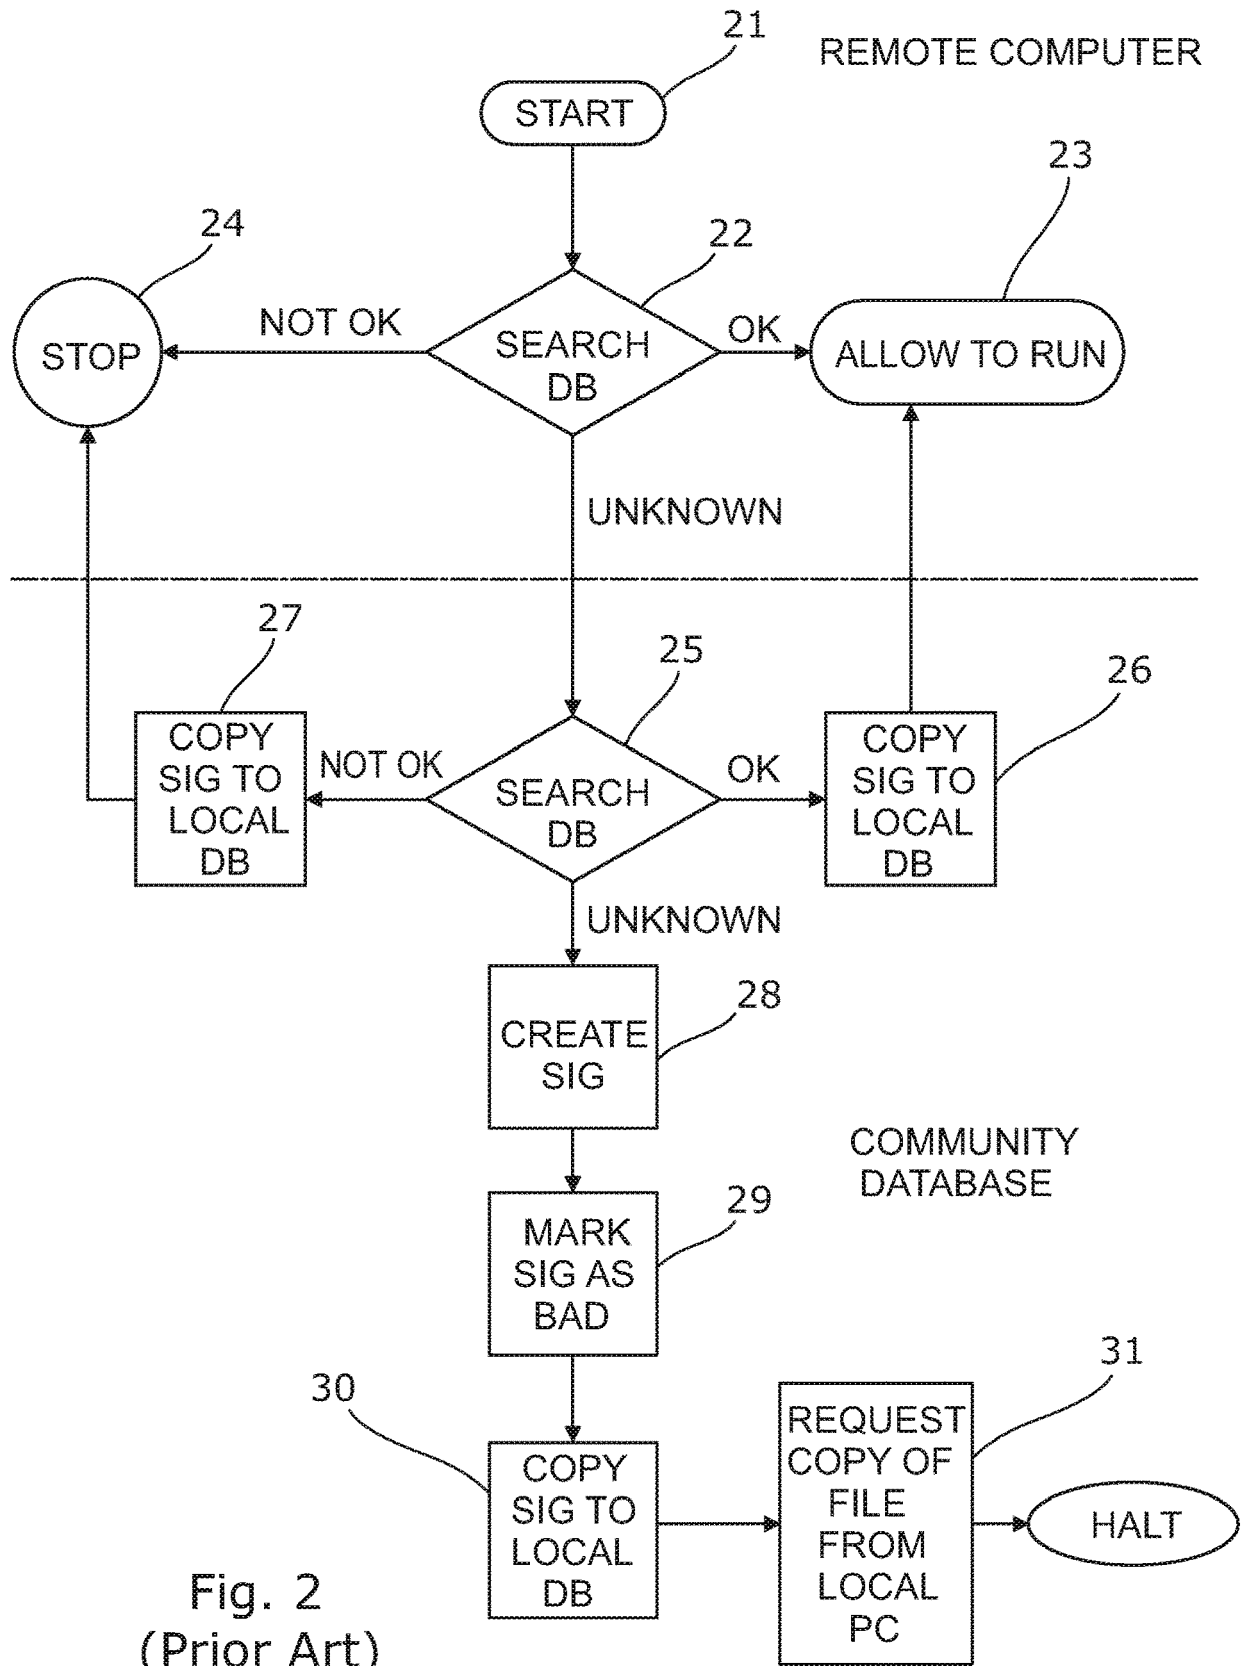 21
REMOTE COMPUTER
START
23
24
22
NOT OK
OK
STOP
SEARCH
DB
ALLOW TO RUN
UNKNOWN
27
25
26
COPY
SIG TO
LOCAL
DB
NOT OK
SEARCH
DB
OK
COPY
SIG TO
LOCAL
DB
UNKNOWN
28
CREATE
SIG
COMMUNITY
DATABASE
29
MARK
SIG AS
BAD
30
31
COPY
SIG TO
LOCAL
DB
REQUEST
COPY OF
FILE
FROM
LOCAL
PC
HALT
Fig. 2
(Prior Art)